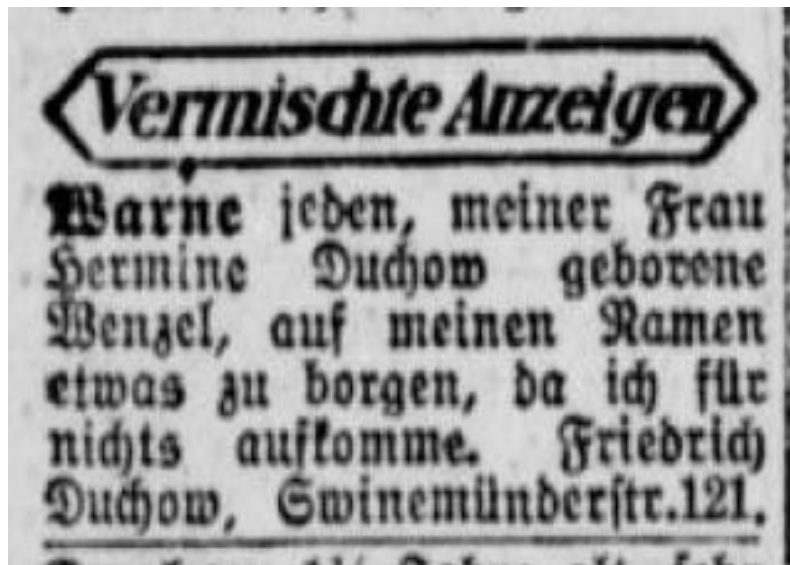 Vermischte Anzeigen
Warne jeden, meiner Frau
Hermine Duchow geborene
Wenzel, auf meinen Namen
etwas zu borgen, da ich für
nichts aufkomme. Friedrich
Duchow, Swinemünderstr.121.